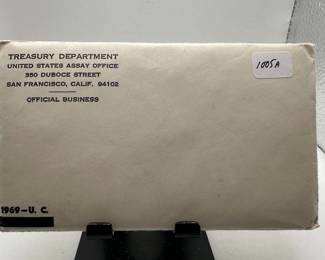 TREASURY DEPARTMENT
UNITED STATES ASSAY OFFICE
350 DUBOCE STREET
SAN FRANCISCO, CALIF. 94102
OFFICIAL BUSINESS
1005A
1969-U. C.